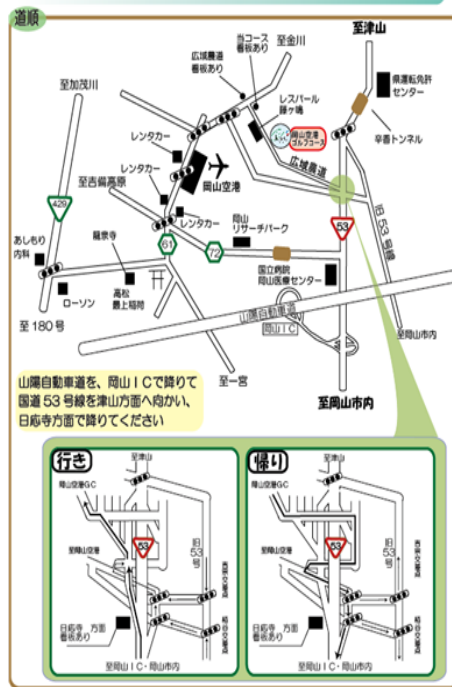 道順
至津山
至金川
当コース
看板あり
広域農道
看板あり
県運転免許
センター
至加茂川
レスパール
藤ヶ鳴
岡山空港
ゴルフコース
辛香トンネル
レンタカー
広域農道
レンタカー
岡山空港
至吉備高原
429
レンタカー
岡山
リサーチパーク
53
旧53号線
あしもり
内科
龍泉寺
61
72
国立病院
岡山医療センター
ローソン
高松
最上稲荷
山陽自動車道
岡山IC
至180号
至岡山市内
至一宮
至岡山市内
山陽自動車道を、岡山ICで降りて
国道53号線を津山方面へ向かい、
日応寺方面で降りてください
行き
至津山
岡山空港GC
53
旧53号
至岡山空港
日応寺 方面
看板あり
至岡山IC・岡山市内
帰り
至津山
岡山空港GC
53
旧53号
至岡山空港
日応寺 方面
看板あり
至岡山IC・岡山市内